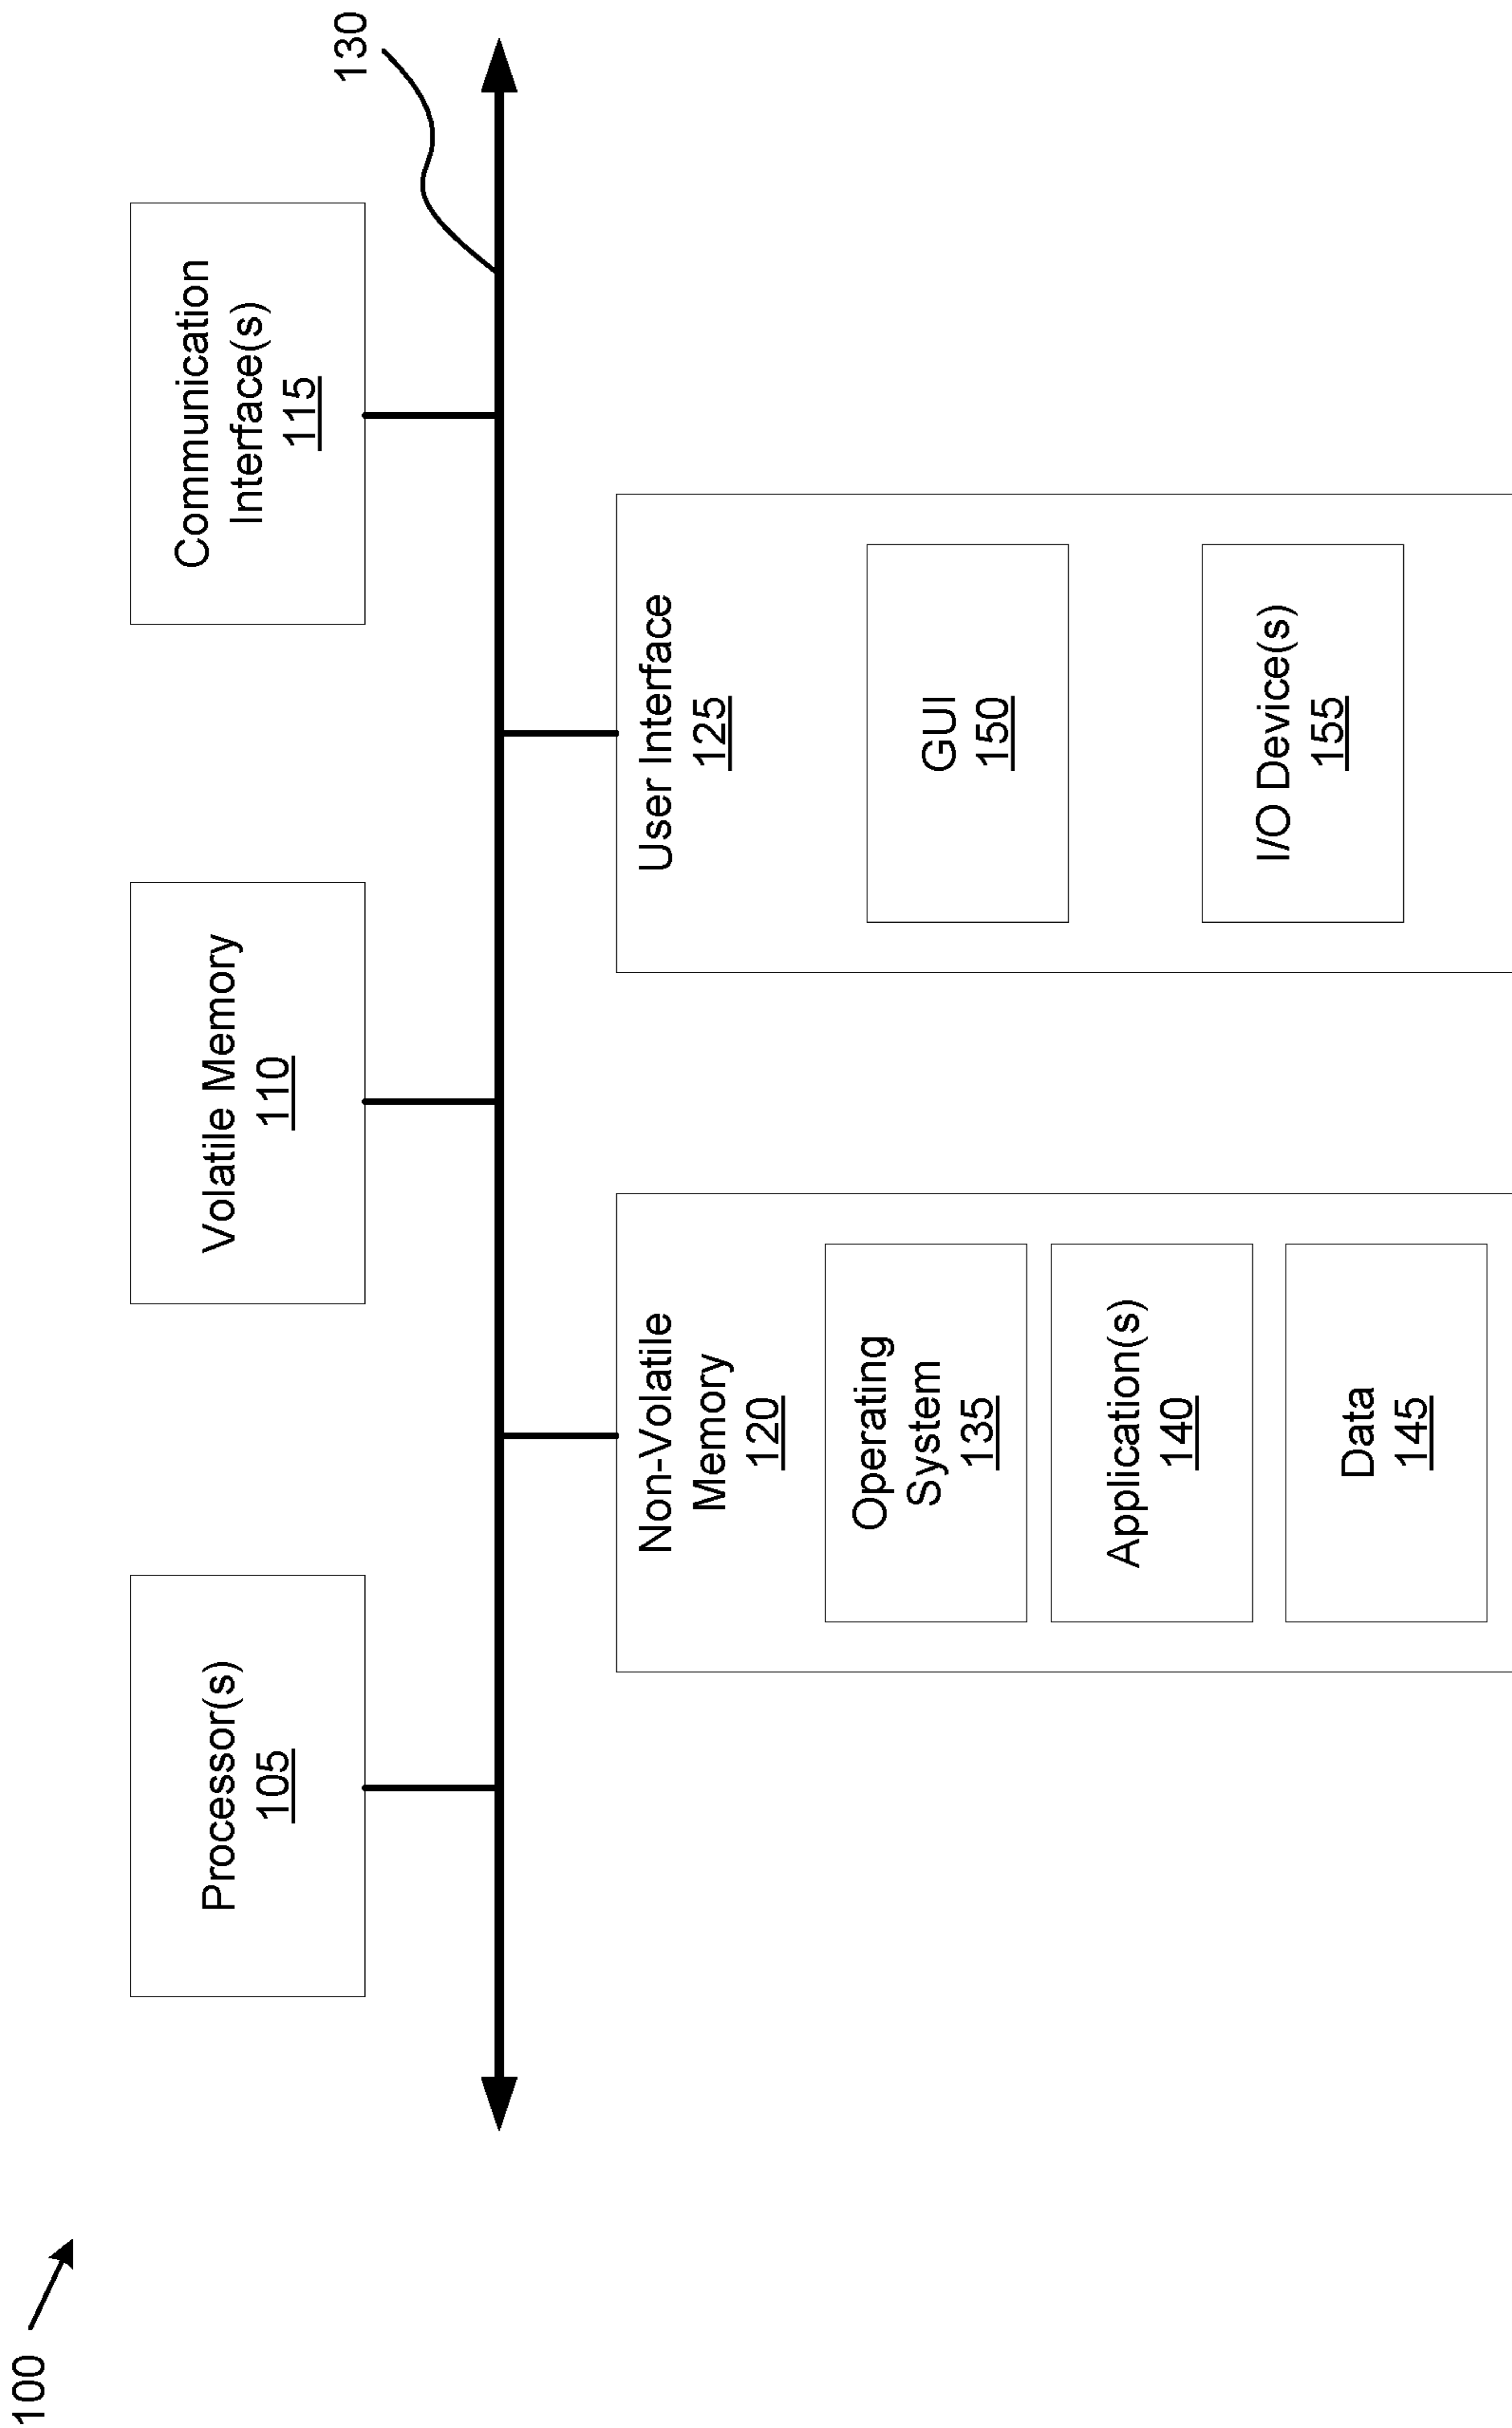 100
Processor(s)
105
Volatile Memory
110
Communication
Interface(s)
115
130
Non-Volatile
Memory
120
Operating
System
135
Application(s)
140
Data
145
User Interface
125
GUI
150
I/O Device(s)
155